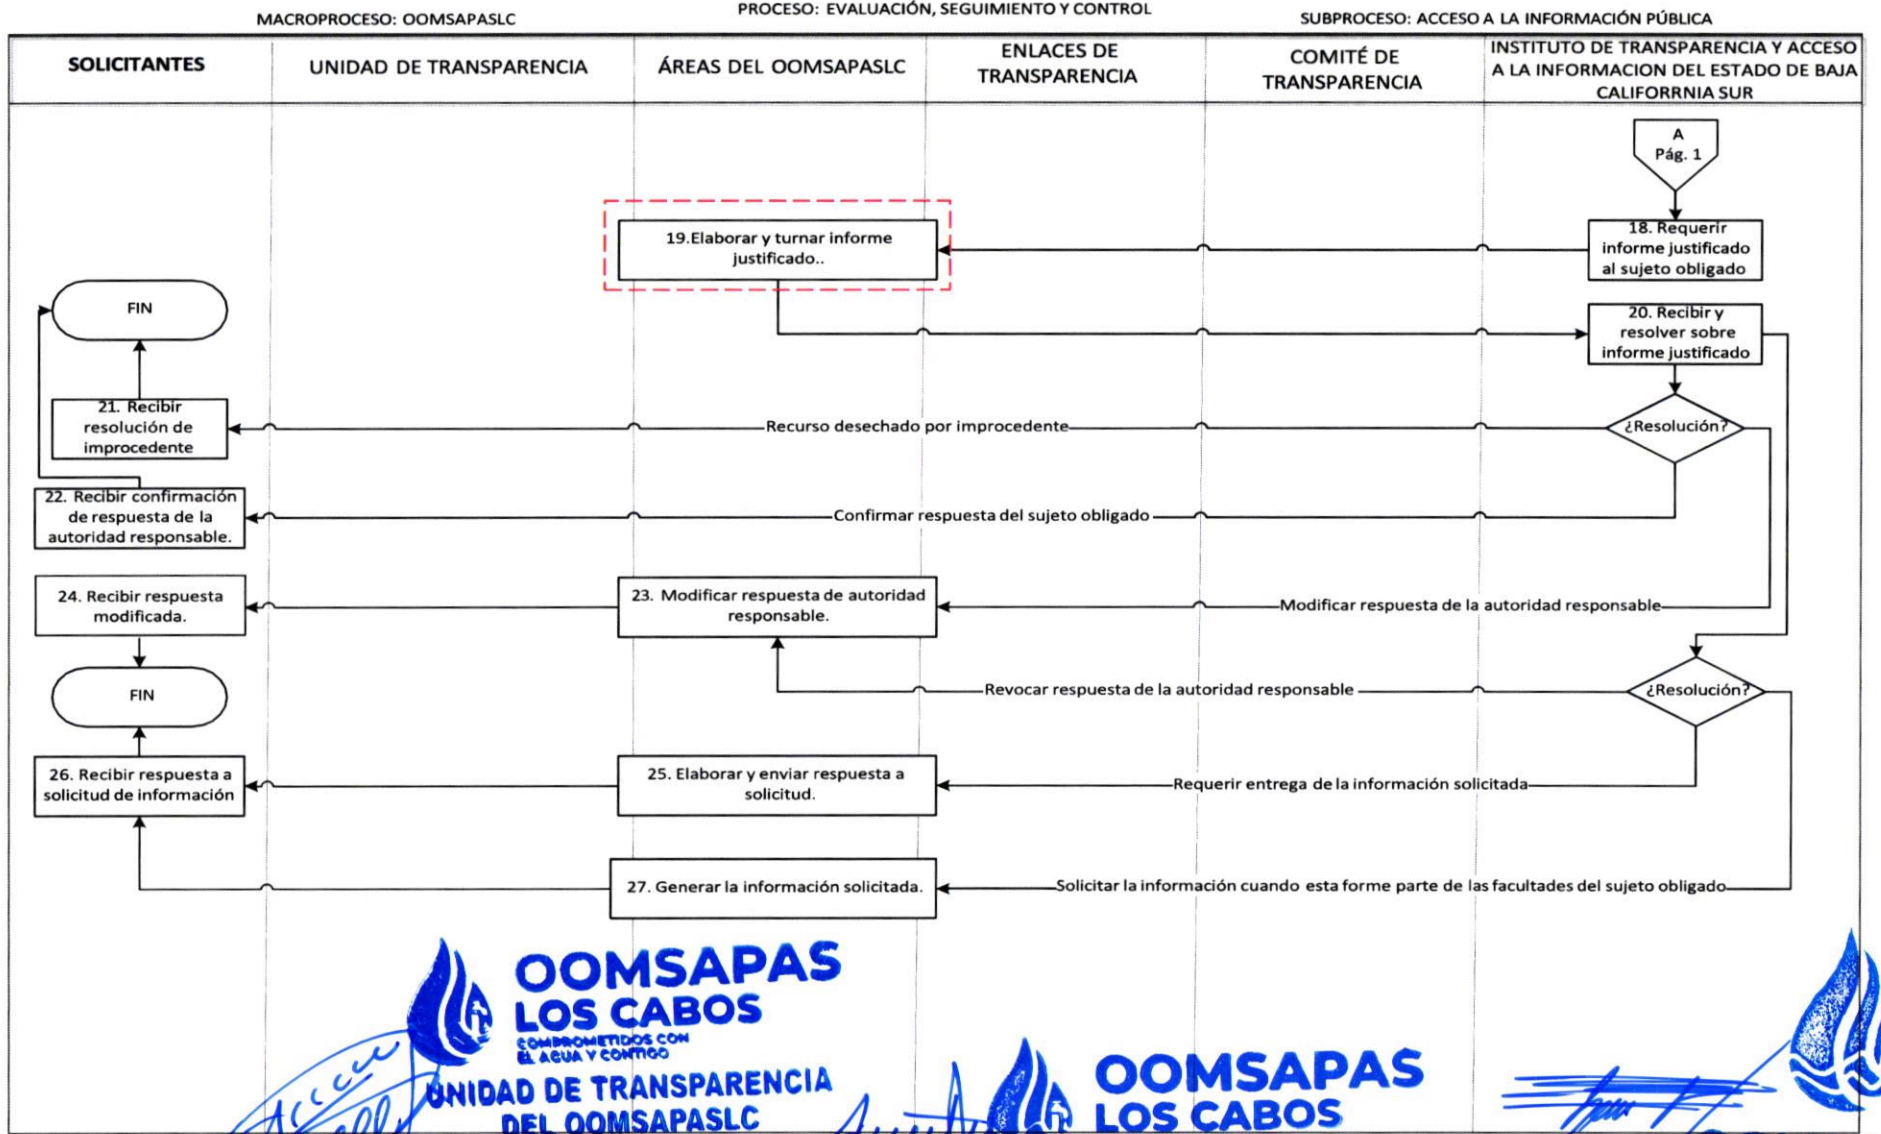 MACROPROCESO: OOMSAPASLC
PROCESO: EVALUACIÓN, SEGUIMIENTO Y CONTROL
SUBPROCESO: ACCESO A LA INFORMACIÓN PÚBLICA
SOLICITANTES
UNIDAD DE TRANSPARENCIA
ÁREAS DEL OOMSAPASLC
ENLACES DE
TRANSPARENCIA
COMITÉ DE
TRANSPARENCIA
INSTITUTO DE TRANSPARENCIA Y ACCESO
A LA INFORMACION DEL ESTADO DE BAJA
CALIFORRNIA SUR
A
Pág. 1
19.Elaborar y turnar informe
justificado..
18. Requerir
informe justificado
al sujeto obligado
FIN
20. Recibir y
resolver sobre
informe justificado
21. Recibir
resolución de
improcedente
Recurso desechado por improcedente
¿Resolución?
22. Recibir confirmación
de respuesta de la
autoridad responsable.
Confirmar respuesta del sujeto obligado
24. Recibir respuesta
modificada.
23. Modificar respuesta de autoridad
responsable.
Modificar respuesta de la autoridad responsable
FIN
Revocar respuesta de la autoridad responsable
¿Resolución?
26. Recibir respuesta a
solicitud de información
25. Elaborar y enviar respuesta a
solicitud.
Requerir entrega de la información solicitada
27. Generar la información solicitada.
Solicitar la información cuando esta forme parte de las facultades del sujeto obligado
OOMSAPAS
LOS CABOS
COMPROMETIDOS CON
EL AGUA Y CONTIGO
UNIDAD DE TRANSPARENCIA
DEL OOMSAPASLC
OOMSAPAS
LOS CABOS